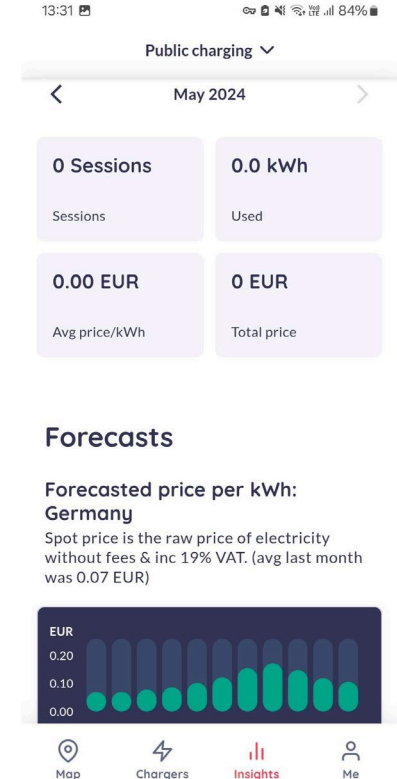 13:31
84%
Public charging
May 2024
0 Sessions
0.0 kWh
Sessions
Used
0.00 EUR
0 EUR
Avg price/kWh
Total price
Forecasts
Forecasted price per kWh:
Germany
Spot price is the raw price of electricity
without fees & inc 19% VAT. (avg last month
was 0.07 EUR)
EUR
0.20
0.10
0.00
Map
Chargers
Insights
Me